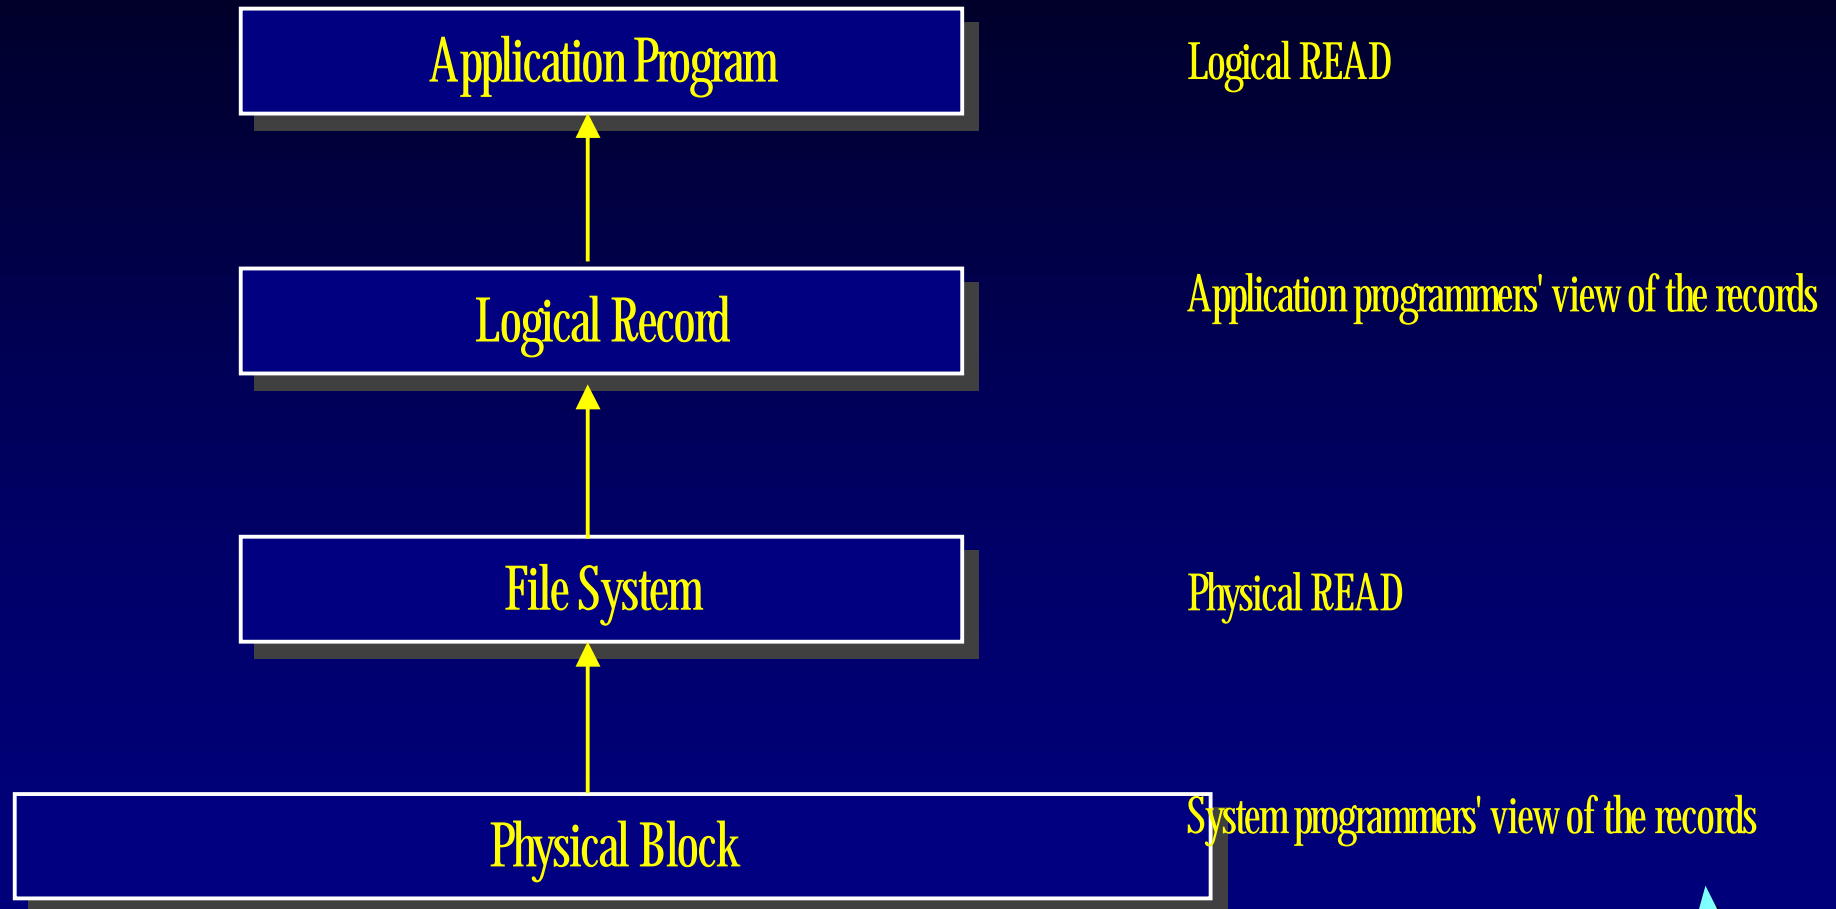 Application Program
Logical READ
Logical Record
Application programmers' view of the records
File System
Physical READ
Physical Block
System programmers' view of the records